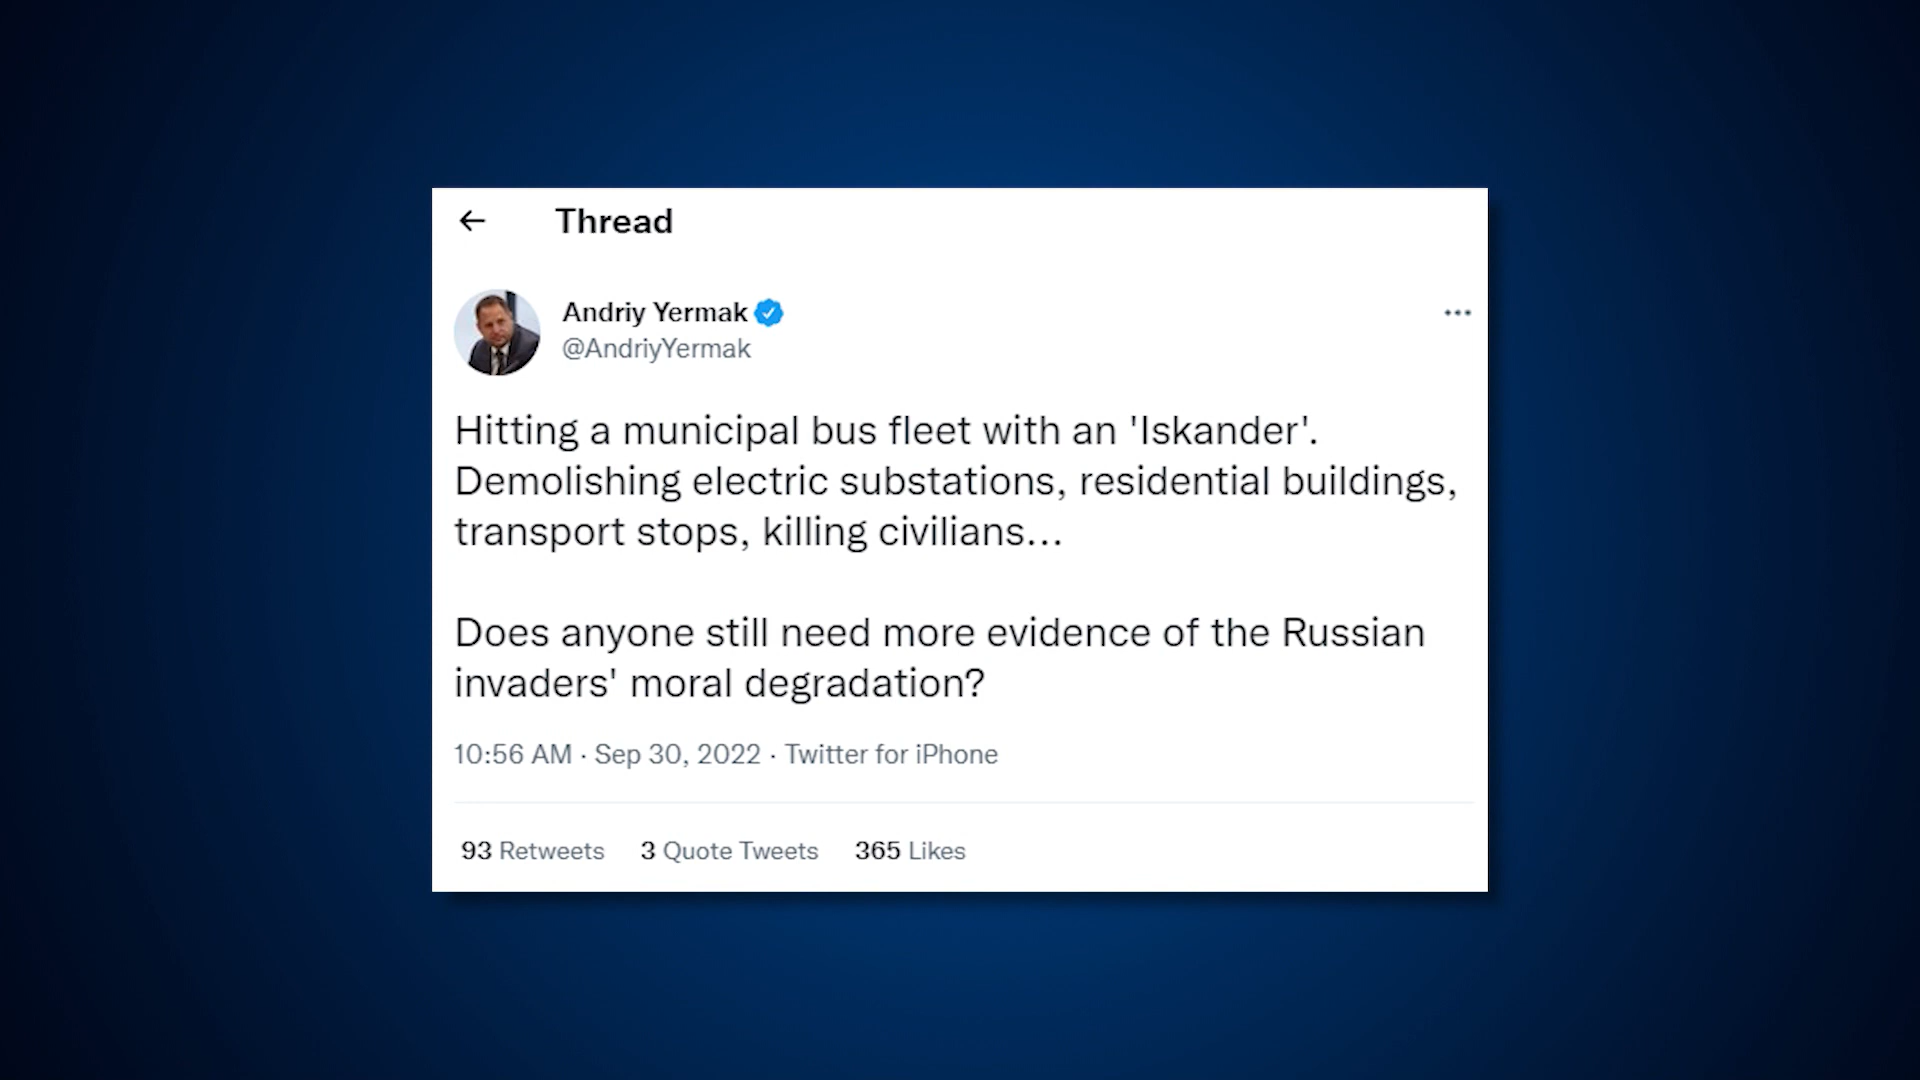 Thread
Andriy Yermak
@AndriyYermak
Hitting a municipal bus fleet with an 'Iskander'.
Demolishing electric substations, residential buildings,
transport stops, killing civilians...
Does anyone still need more evidence of the Russian
invaders' moral degradation?
10:56 AM · Sep 30, 2022 · Twitter for iPhone
93 Retweets 3 Quote Tweets 365 Likes